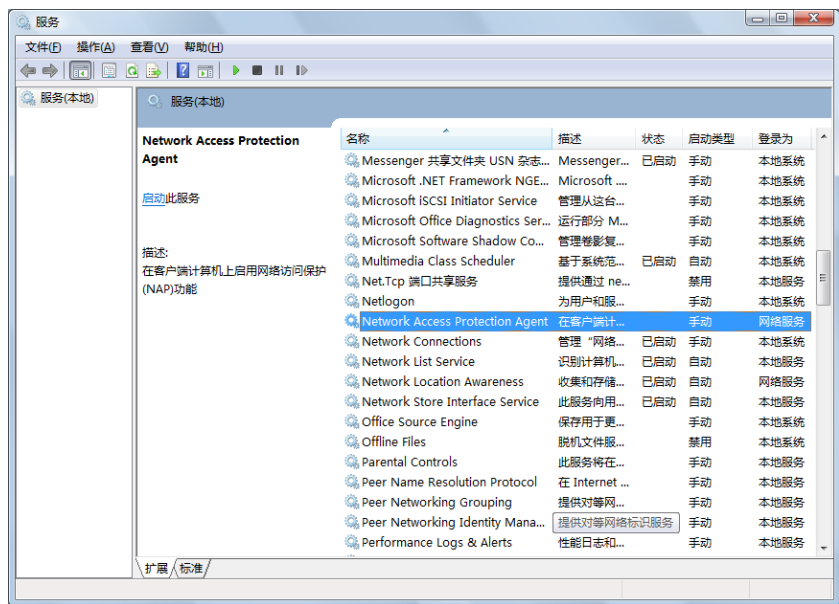 服务
文件(F) 操作(A) 查看(V) 帮助(H)
服务(本地)
服务(本地)
Network Access Protection Agent
启动此服务
描述:
在客户端计算机上启用网络访问保护
(NAP)功能
名称 描述 状态 启动类型 登录为
Messenger 共享文件夹 USN 杂志... Messenger... 已启动 手动 本地系统
Microsoft .NET Framework NGE... Microsoft .... 手动 本地系统
Microsoft iSCSI Initiator Service 管理从这台... 手动 本地系统
Microsoft Office Diagnostics Ser... 运行部分 M... 手动 本地系统
Microsoft Software Shadow Co... 管理卷影复... 手动 本地系统
Multimedia Class Scheduler 基于系统范... 已启动 自动 本地系统
Net.Tcp 端口共享服务 提供通过 ne... 禁用 本地服务
Netlogon 为用户和服... 手动 本地系统
Network Access Protection Agent 在客户端计... 手动 网络服务
Network Connections 管理“网络... 已启动 手动 本地系统
Network List Service 识别计算机... 已启动 自动 本地服务
Network Location Awareness 收集和存储... 已启动 自动 网络服务
Network Store Interface Service 此服务向用... 已启动 自动 本地服务
Office Source Engine 保存用于更... 手动 本地系统
Offline Files 脱机文件服... 禁用 本地系统
Parental Controls 此服务将在... 手动 本地服务
Peer Name Resolution Protocol 在 Internet ... 手动 本地服务
Peer Networking Grouping 提供对等网... 手动 本地服务
Peer Networking Identity Mana... 提供对等网络标识服务 手动 本地服务
Performance Logs & Alerts 性能日志和... 手动 本地服务
扩展 标准